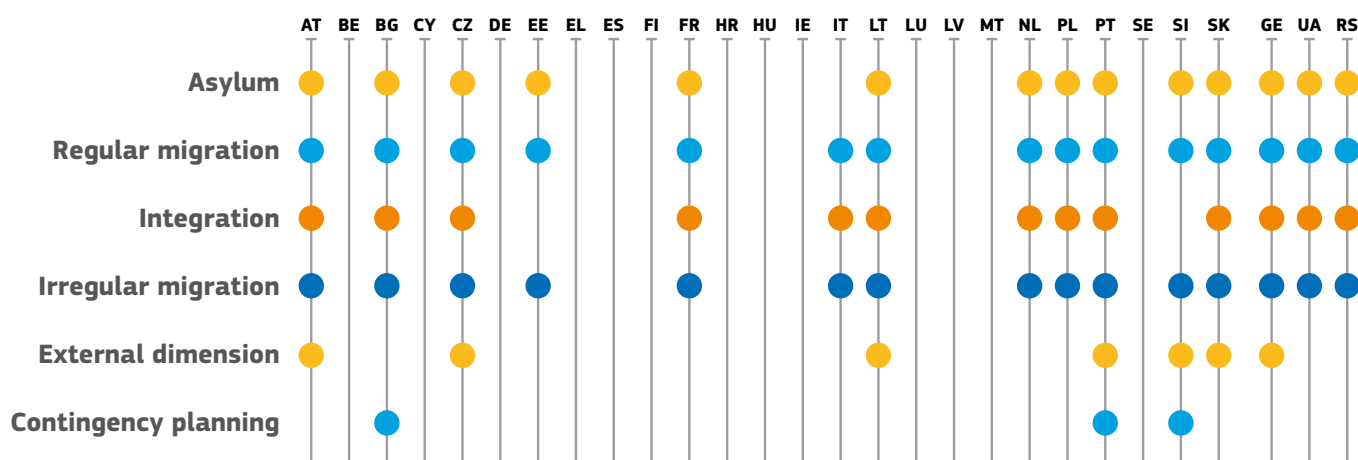 AT BE BG CY CZ DE EE EL ES FI FR HR HU IE IT LT LU LV MT NL PL PT SE SI SK GE UA RS
Asylum
Regular migration
Integration
Irregular migration
External dimension
Contingency planning